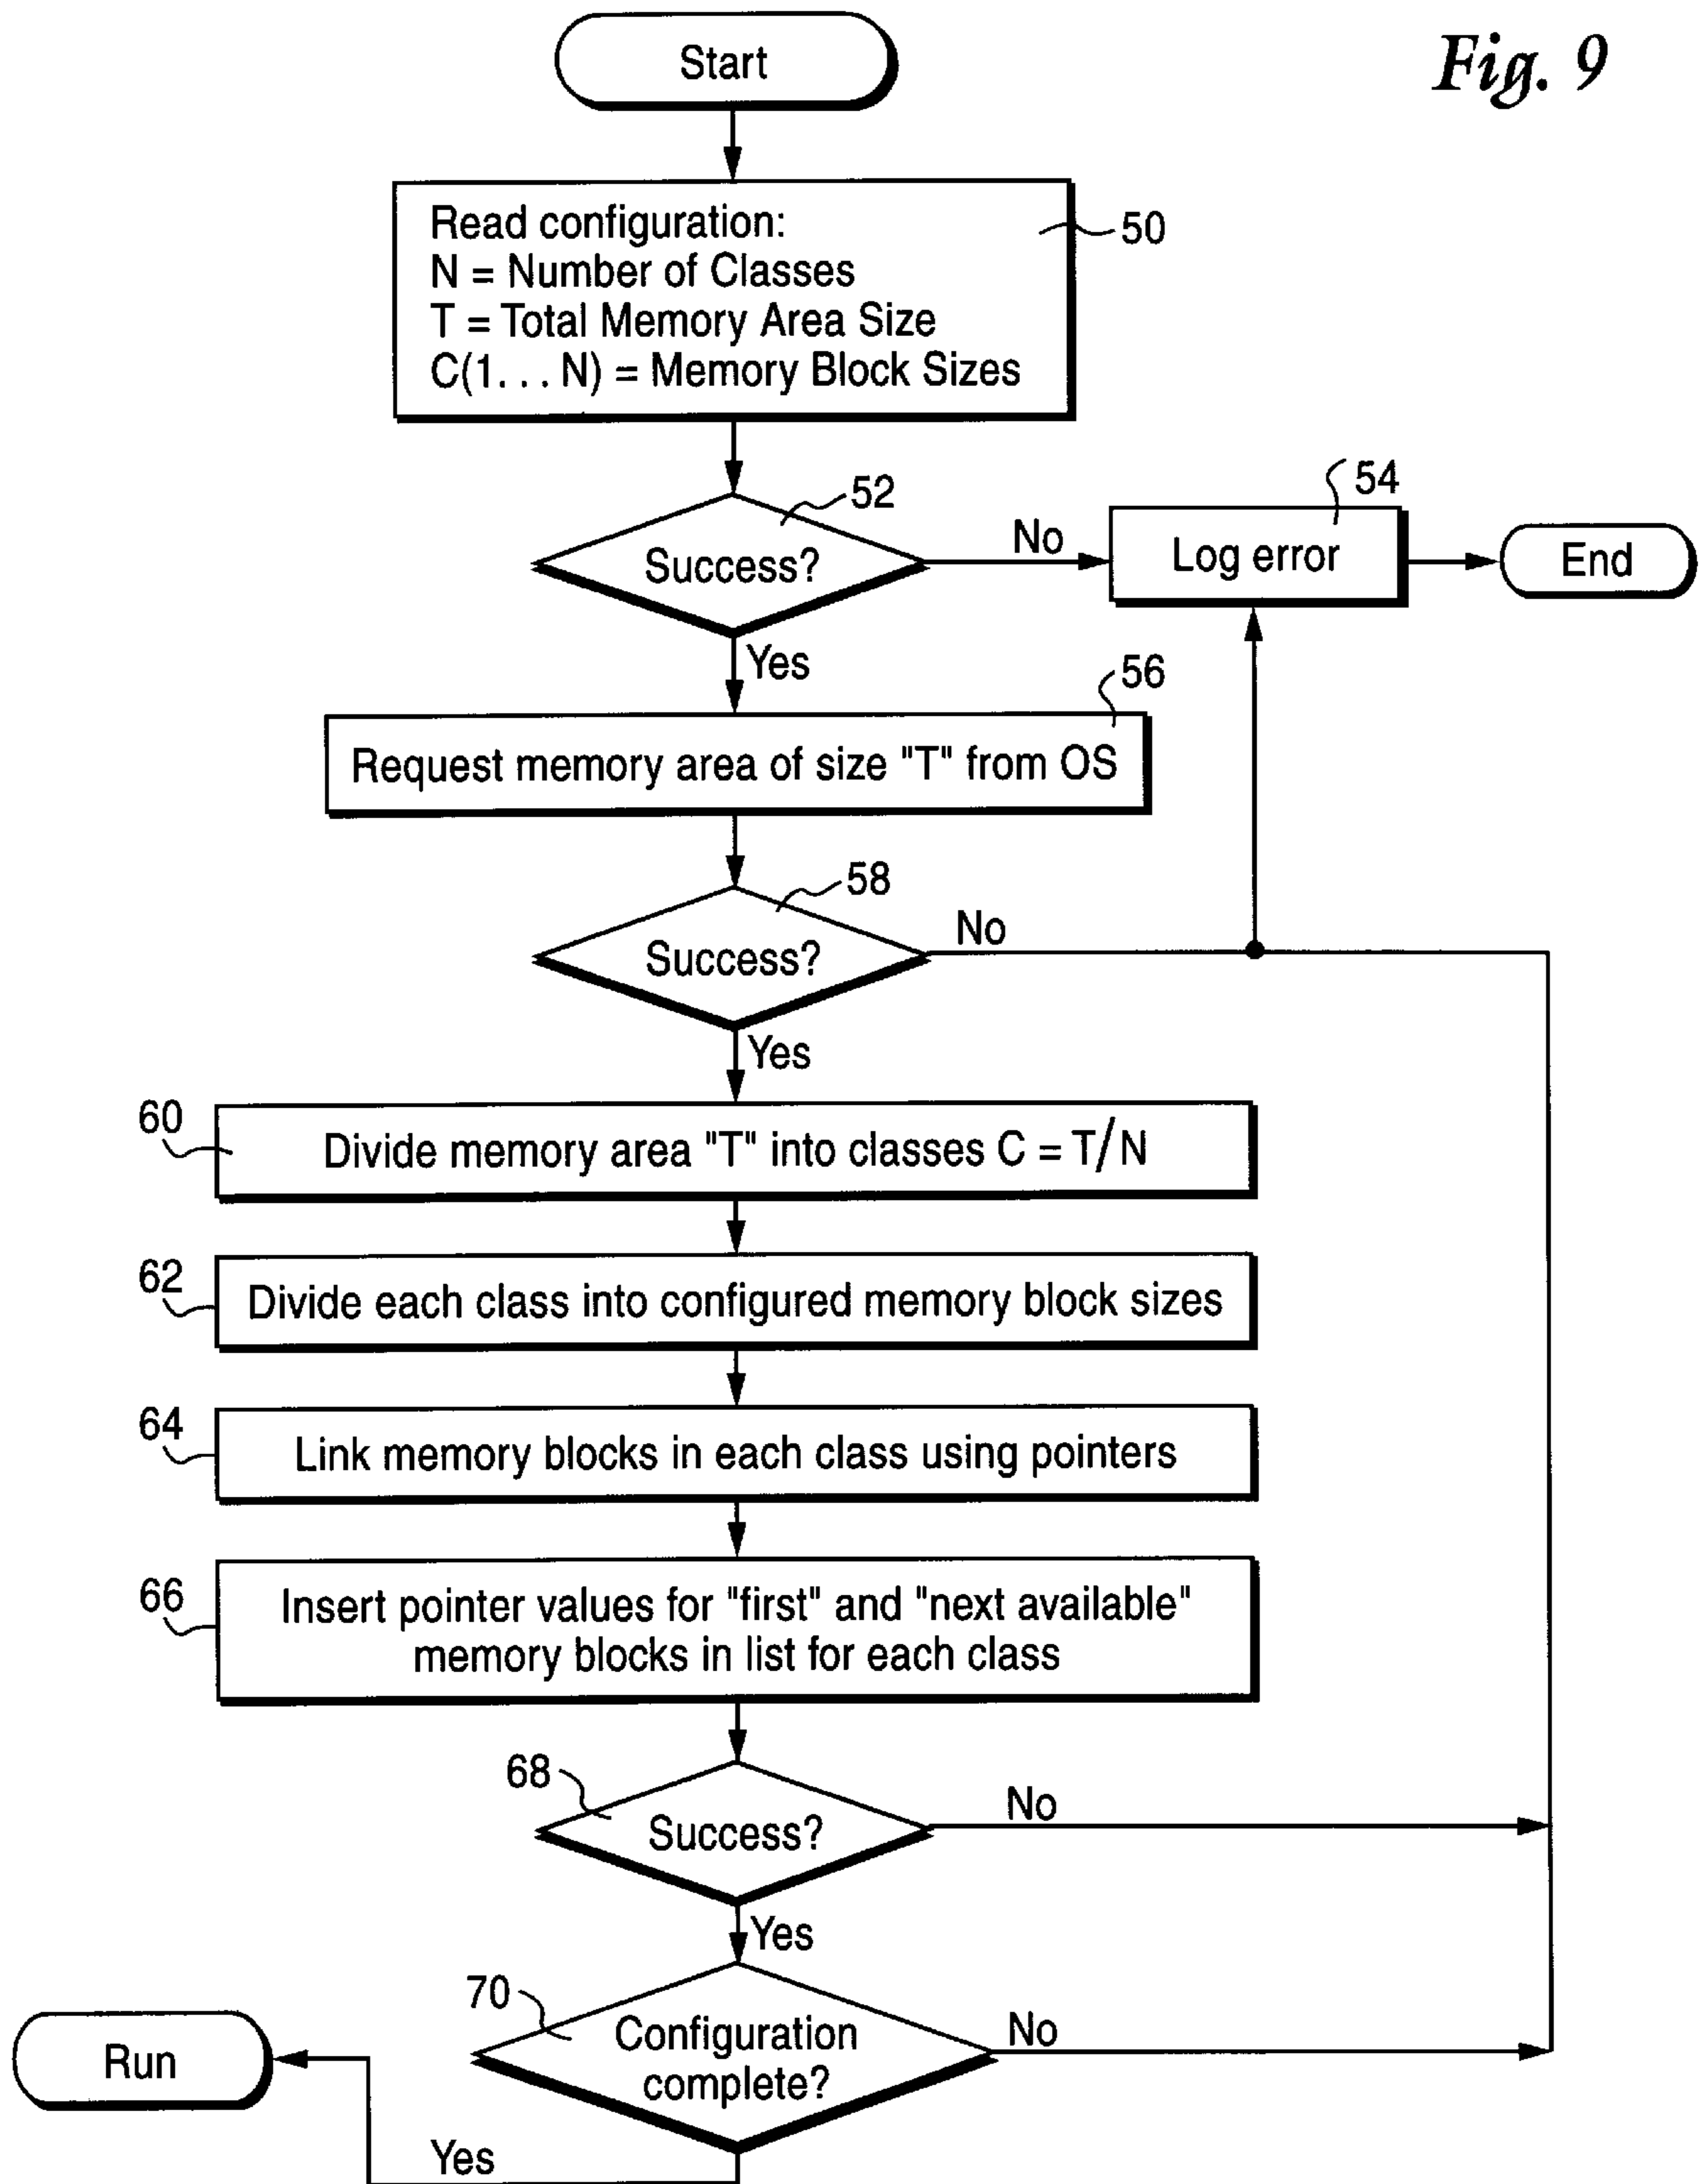 Fig. 9
Start
Read configuration:
N = Number of Classes
T = Total Memory Area Size
C(1. . . N) = Memory Block Sizes
50
52
Success?
No
54
Log error
End
Yes
56
Request memory area of size "T" from OS
58
Success?
No
Yes
60
Divide memory area "T" into classes C = T/N
62
Divide each class into configured memory block sizes
64
Link memory blocks in each class using pointers
66
Insert pointer values for "first" and "next available"
memory blocks in list for each class
68
Success?
No
Yes
70
Configuration
complete?
No
Run
Yes